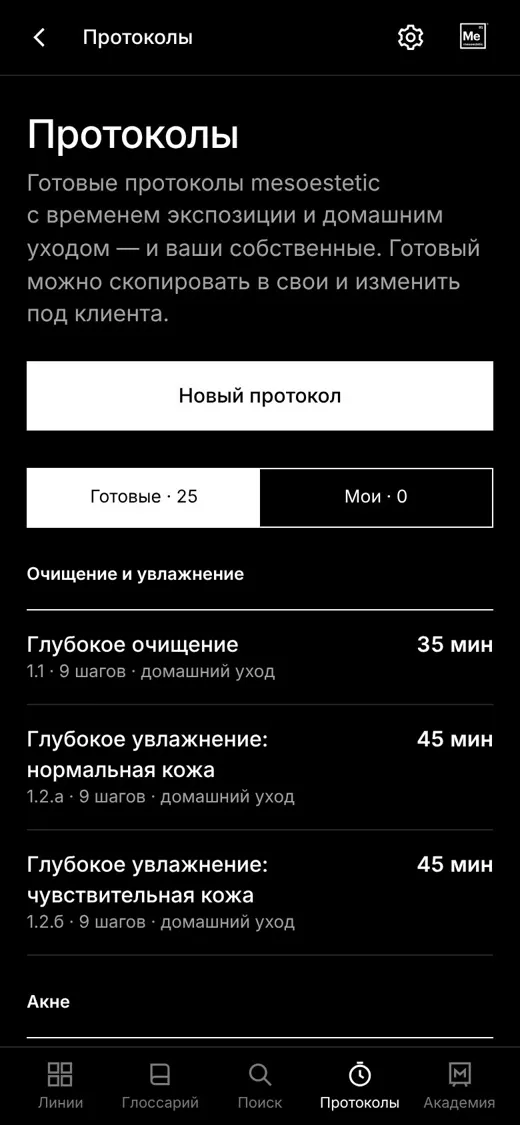 Протоколы
Me
mesoestetic
Протоколы
Готовые протоколы mesoestetic
с временем экспозиции и домашним
уходом — и ваши собственные. Готовый
можно скопировать в свои и изменить
под клиента.
Новый протокол
Готовые · 25
Мои · 0
Очищение и увлажнение
Глубокое очищение
35 мин
1.1 · 9 шагов · домашний уход
Глубокое увлажнение:
45 мин
нормальная кожа
1.2.а · 9 шагов · домашний уход
Глубокое увлажнение:
45 мин
чувствительная кожа
1.2.б · 9 шагов · домашний уход
Акне
Линии
Глоссарий
Поиск
Протоколы
Академия